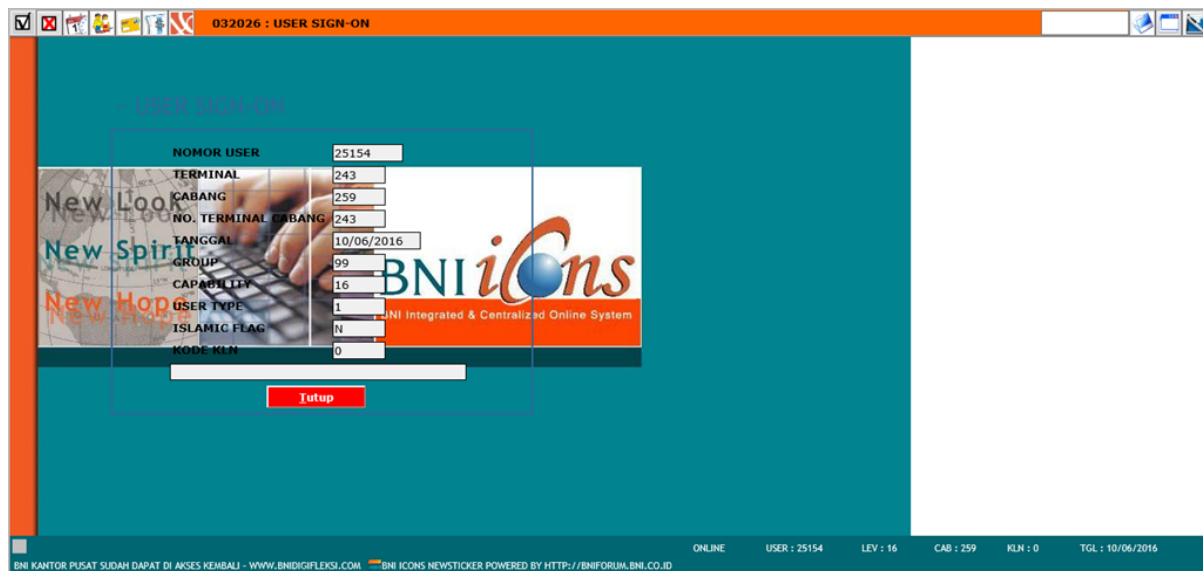 032026 : USER SIGN-ON
- USER SIGN-ON
NOMOR USER 25154
TERMINAL 243
CABANG 259
NO. TERMINAL CABANG 243
TANGGAL 10/06/2016
GROUP 99
CAPABILITY 16
USER TYPE 1
ISLAMIC FLAG N
KODE KLN 0
Tutup
New Look
New Spirit
New Hope
BNI icons
BNI Integrated & Centralized Online System
ONLINE USER : 25154 LEV : 16 CAB : 259 KLN : 0 TGL : 10/06/2016
BNI KANTOR PUSAT SUDAH DAPAT DI AKSES KEMBALI - WWW.BNIDIGIFLEKSI.COM BNI ICONS NEWSTICKER POWERED BY HTTP://BNIFORUM.BNI.CO.ID